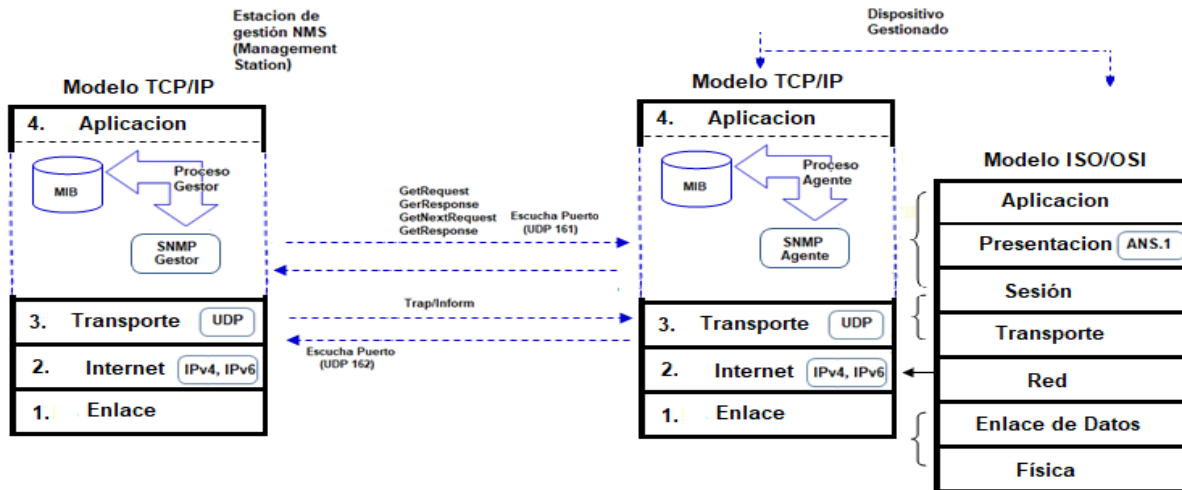 Estacion de
gestión NMS
(Management
Station)
Dispositivo
Gestionado
Modelo TCP/IP
4. Aplicacion
MIB
Proceso
Gestor
SNMP
Gestor
3. Transporte UDP
2. Internet IPv4, IPv6
1. Enlace
GetRequest
GerResponse
GetNextRequest
GetResponse
Escucha Puerto
(UDP 161)
Trap/Inform
Escucha Puerto
(UDP 162)
Modelo TCP/IP
4. Aplicacion
MIB
Proceso
Agente
SNMP
Agente
3. Transporte UDP
2. Internet IPv4, IPv6
1. Enlace
Modelo ISO/OSI
Aplicacion
Presentacion ANS.1
Sesión
Transporte
Red
Enlace de Datos
Física